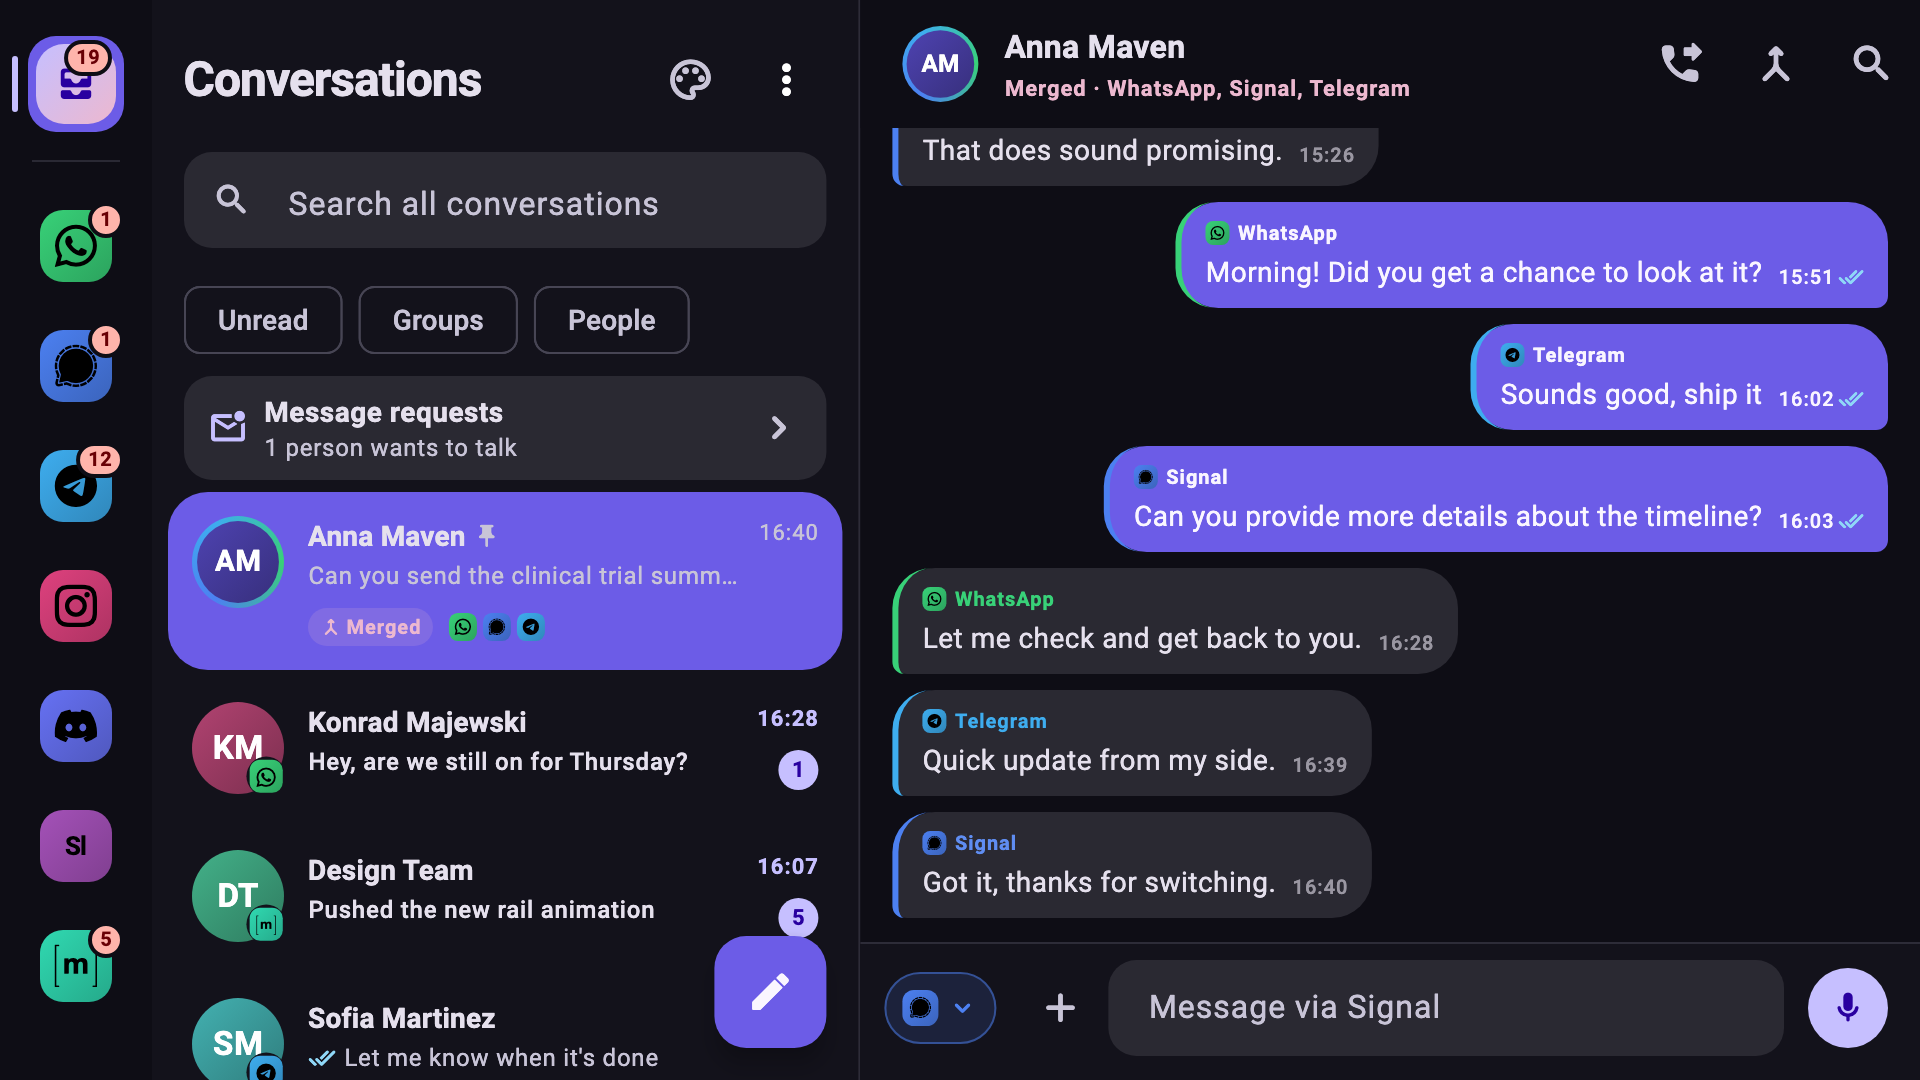 19
1
1
12
SI
[m]
5
Conversations
Search all conversations
Unread
Groups
People
Message requests
1 person wants to talk
AM
Anna Maven
16:40
Can you send the clinical trial summ…
Merged
KM
Konrad Majewski
16:28
Hey, are we still on for Thursday?
1
DT
[m]
Design Team
16:07
Pushed the new rail animation
5
SM
Sofia Martinez
Let me know when it's done
AM
Anna Maven
Merged · WhatsApp, Signal, Telegram
That does sound promising. 15:26
WhatsApp
Morning! Did you get a chance to look at it? 15:51
Telegram
Sounds good, ship it 16:02
Signal
Can you provide more details about the timeline? 16:03
WhatsApp
Let me check and get back to you. 16:28
Telegram
Quick update from my side. 16:39
Signal
Got it, thanks for switching. 16:40
Message via Signal